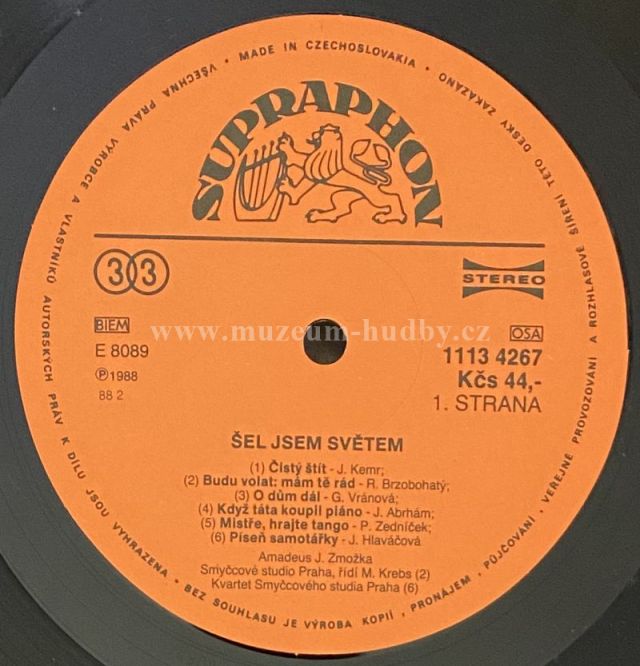 VŠECHNA PRÁVA VÝROBCE A VLASTNÍKŮ AUTORSKÝCH PRÁV K DÍLU JSOU VYHRAZENA • BEZ SOUHLASU JE VÝROBA KOPIÍ, PRONÁJEM, PŮJČOVÁNÍ, VEREJNÉ PROVOZOVÁNÍ A ROZHLASOVÉ ŠÍŘENÍ TÉTO DESKY ZAKÁZÁNO • MADE IN CZECHOSLOVAKIA •
SUPRAPHON
33
STEREO
www.muzeum-hudby.cz
BIEM
OSA
E 8089
1113 4267
Ⓟ1988
Kčs 44,-
88 2
1. STRANA
ŠEL JSEM SVĚTEM
(1) Čistý štít - J. Kemr;
(2) Budu volat: mám tě rád - R. Brzobohatý;
(3) O dům dál - G. Vránová;
(4) Když táta koupil piáno - J. Abrhám;
(5) Mistře, hrajte tango - P. Zedníček;
(6) Píseň samotářky - J. Hlaváčová
Amadeus J. Zmožka
Smyčcové studio Praha, řídí M. Krebs (2)
Kvartet Smyčcového studia Praha (6)